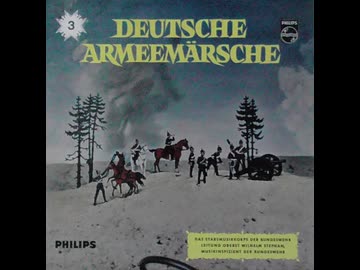 3
DEUTSCHE
ARMEEMÄRSCHE
PHILIPS
PHILIPS
DAS STABSMUSIKKORPS DER BUNDESWEHR
LEITUNG OBERST WILHELM STEPHAN,
MUSIKINSPIZIENT DER BUNDESWEHR